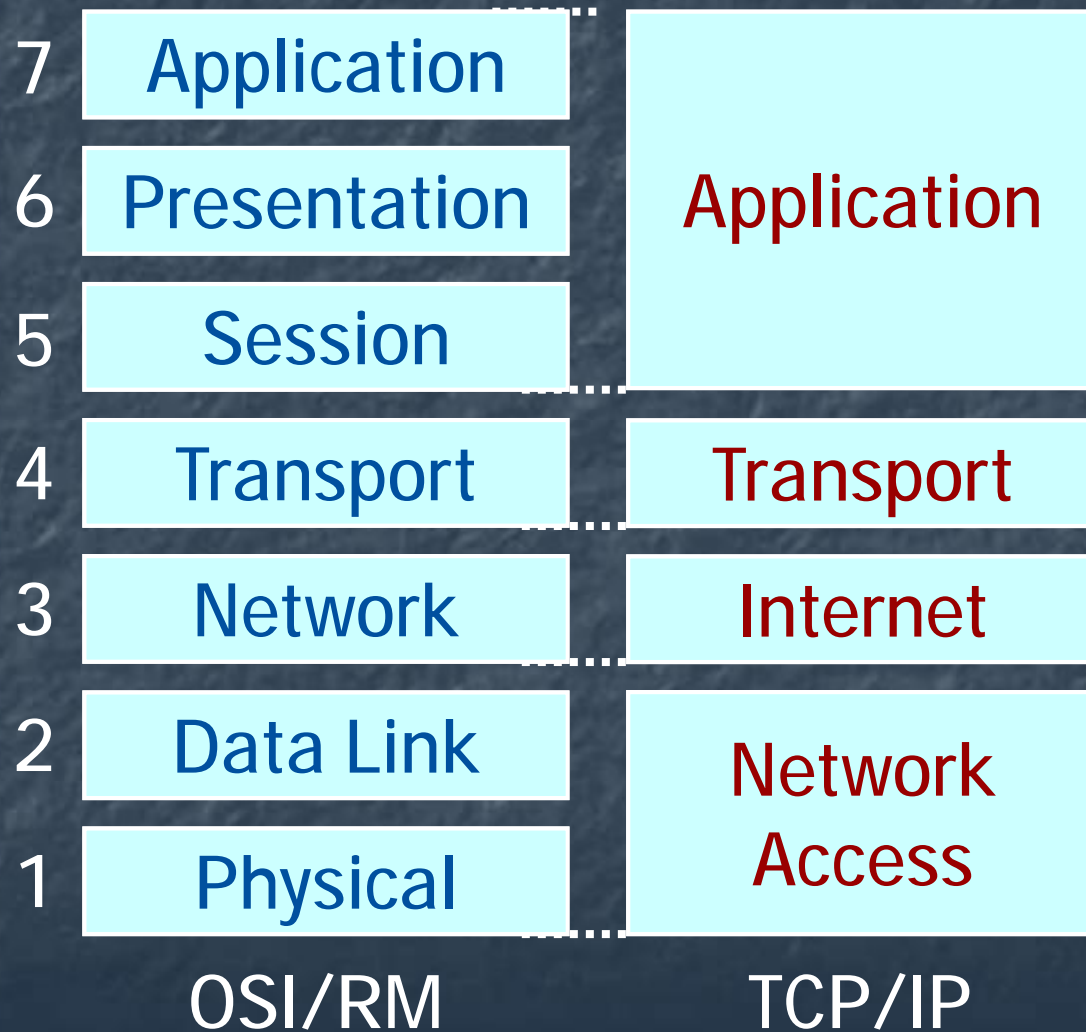 7 Application
6 Presentation
5 Session
Application
4 Transport Transport
3 Network Internet
2 Data Link
1 Physical
Network
Access
OSI/RM TCP/IP